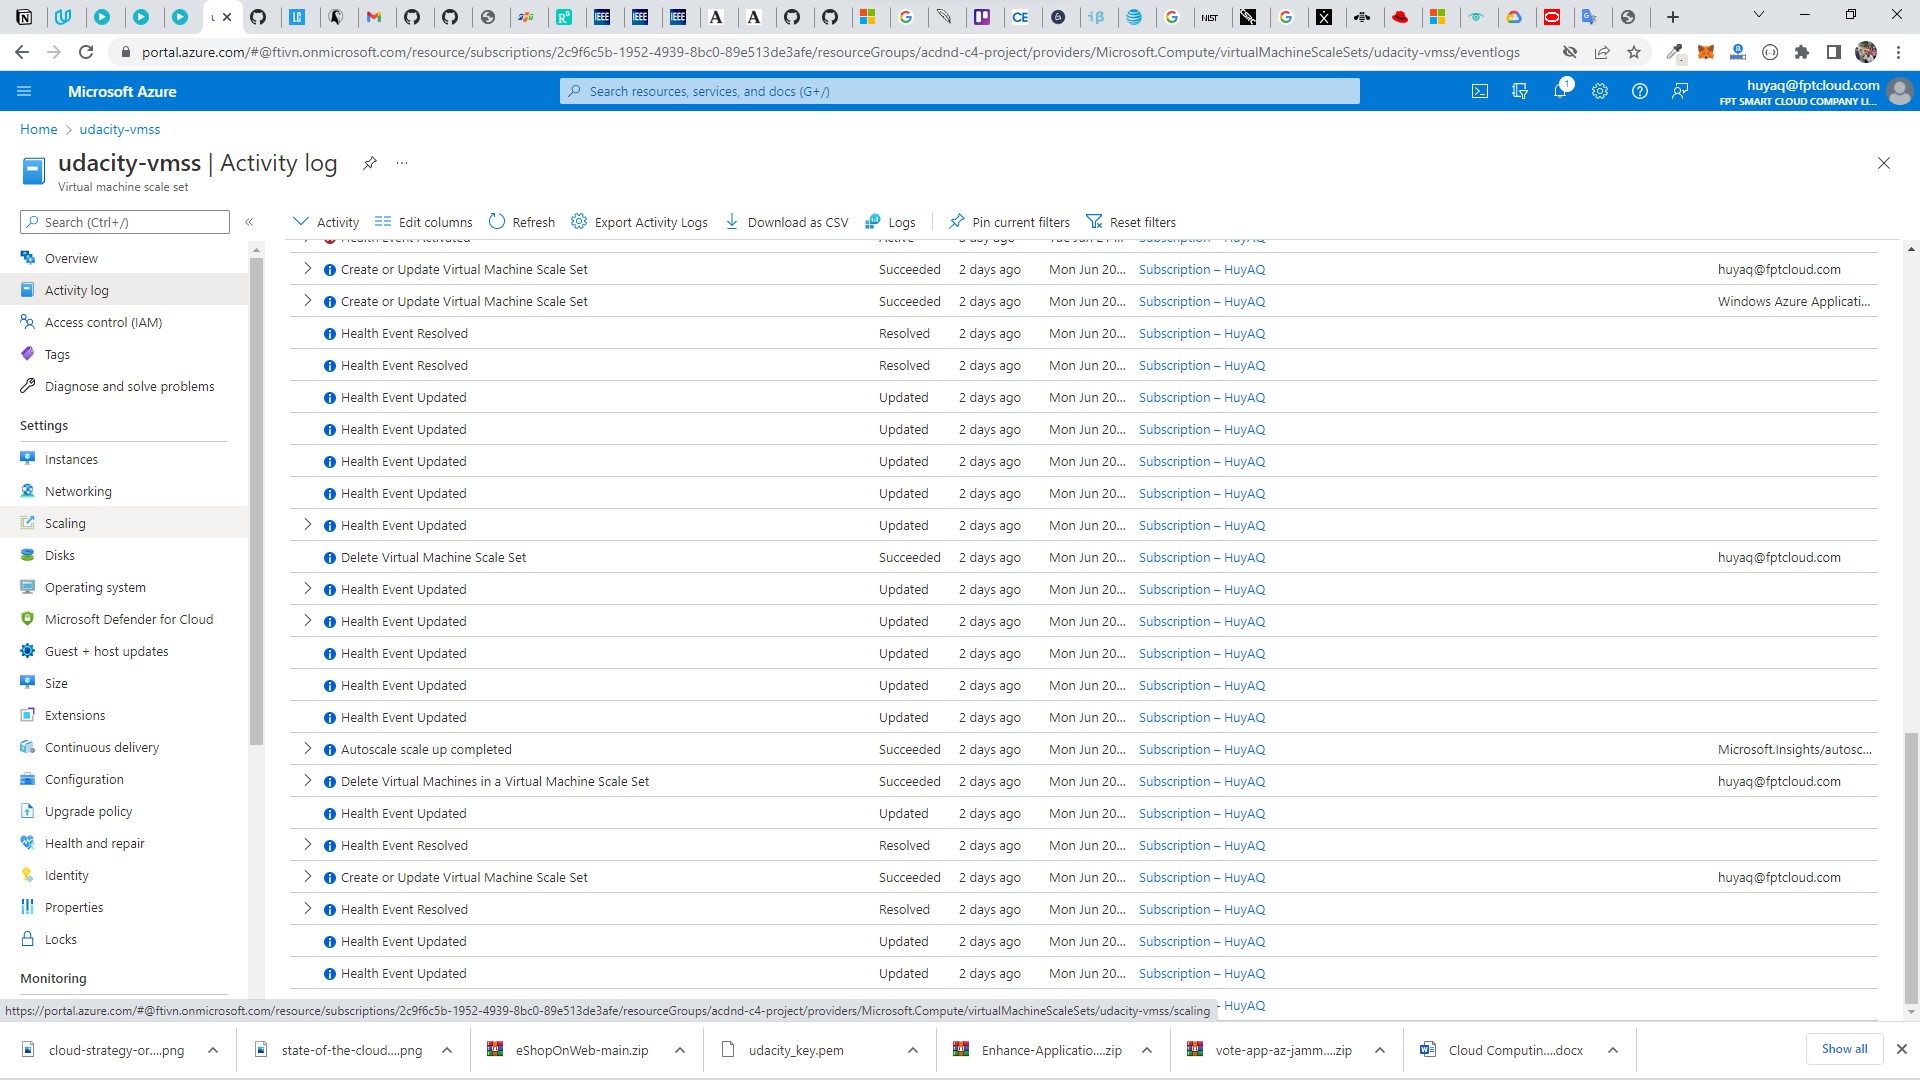 portal.azure.com/#@ftivn.onmicrosoft.com/resource/subscriptions/2c9f6c5b-1952-4939-8bc0-89e513de3afe/resourceGroups/acdnd-c4-project/providers/Microsoft.Compute/virtualMachineScaleSets/udacity-vmss/eventlogs
Microsoft Azure
Search resources, services, and docs (G+/)
1
huyaq@fptcloud.com
FPT SMART CLOUD COMPANY LI...
Home > udacity-vmss
udacity-vmss | Activity log
Virtual machine scale set
Search (Ctrl+/)
Activity Edit columns Refresh Export Activity Logs Download as CSV Logs Pin current filters Reset filters
Overview
Activity log
Access control (IAM)
Tags
Diagnose and solve problems
Settings
Instances
Networking
Scaling
Disks
Operating system
Microsoft Defender for Cloud
Guest + host updates
Size
Extensions
Continuous delivery
Configuration
Upgrade policy
Health and repair
Identity
Properties
Locks
Monitoring
Health Event Activated Active Subscription – HuyAQ
Create or Update Virtual Machine Scale Set Succeeded 2 days ago Mon Jun 20... Subscription – HuyAQ huyaq@fptcloud.com
Create or Update Virtual Machine Scale Set Succeeded 2 days ago Mon Jun 20... Subscription – HuyAQ Windows Azure Applicati...
Health Event Resolved Resolved 2 days ago Mon Jun 20... Subscription – HuyAQ
Health Event Resolved Resolved 2 days ago Mon Jun 20... Subscription – HuyAQ
Health Event Updated Updated 2 days ago Mon Jun 20... Subscription – HuyAQ
Health Event Updated Updated 2 days ago Mon Jun 20... Subscription – HuyAQ
Health Event Updated Updated 2 days ago Mon Jun 20... Subscription – HuyAQ
Health Event Updated Updated 2 days ago Mon Jun 20... Subscription – HuyAQ
Health Event Updated Updated 2 days ago Mon Jun 20... Subscription – HuyAQ
Delete Virtual Machine Scale Set Succeeded 2 days ago Mon Jun 20... Subscription – HuyAQ huyaq@fptcloud.com
Health Event Updated Updated 2 days ago Mon Jun 20... Subscription – HuyAQ
Health Event Updated Updated 2 days ago Mon Jun 20... Subscription – HuyAQ
Health Event Updated Updated 2 days ago Mon Jun 20... Subscription – HuyAQ
Health Event Updated Updated 2 days ago Mon Jun 20... Subscription – HuyAQ
Health Event Updated Updated 2 days ago Mon Jun 20... Subscription – HuyAQ
Autoscale scale up completed Succeeded 2 days ago Mon Jun 20... Subscription – HuyAQ Microsoft.Insights/autosc...
Delete Virtual Machines in a Virtual Machine Scale Set Succeeded 2 days ago Mon Jun 20... Subscription – HuyAQ huyaq@fptcloud.com
Health Event Updated Updated 2 days ago Mon Jun 20... Subscription – HuyAQ
Health Event Resolved Resolved 2 days ago Mon Jun 20... Subscription – HuyAQ
Create or Update Virtual Machine Scale Set Succeeded 2 days ago Mon Jun 20... Subscription – HuyAQ huyaq@fptcloud.com
Health Event Resolved Resolved 2 days ago Mon Jun 20... Subscription – HuyAQ
Health Event Updated Updated 2 days ago Mon Jun 20... Subscription – HuyAQ
Health Event Updated Updated 2 days ago Mon Jun 20... Subscription – HuyAQ
– HuyAQ
https://portal.azure.com/#@ftivn.onmicrosoft.com/resource/subscriptions/2c9f6c5b-1952-4939-8bc0-89e513de3afe/resourceGroups/acdnd-c4-project/providers/Microsoft.Compute/virtualMachineScaleSets/udacity-vmss/scaling
cloud-strategy-or....png
state-of-the-cloud....png
eShopOnWeb-main.zip
udacity_key.pem
Enhance-Applicatio....zip
vote-app-az-jamm....zip
Cloud Computin....docx
Show all